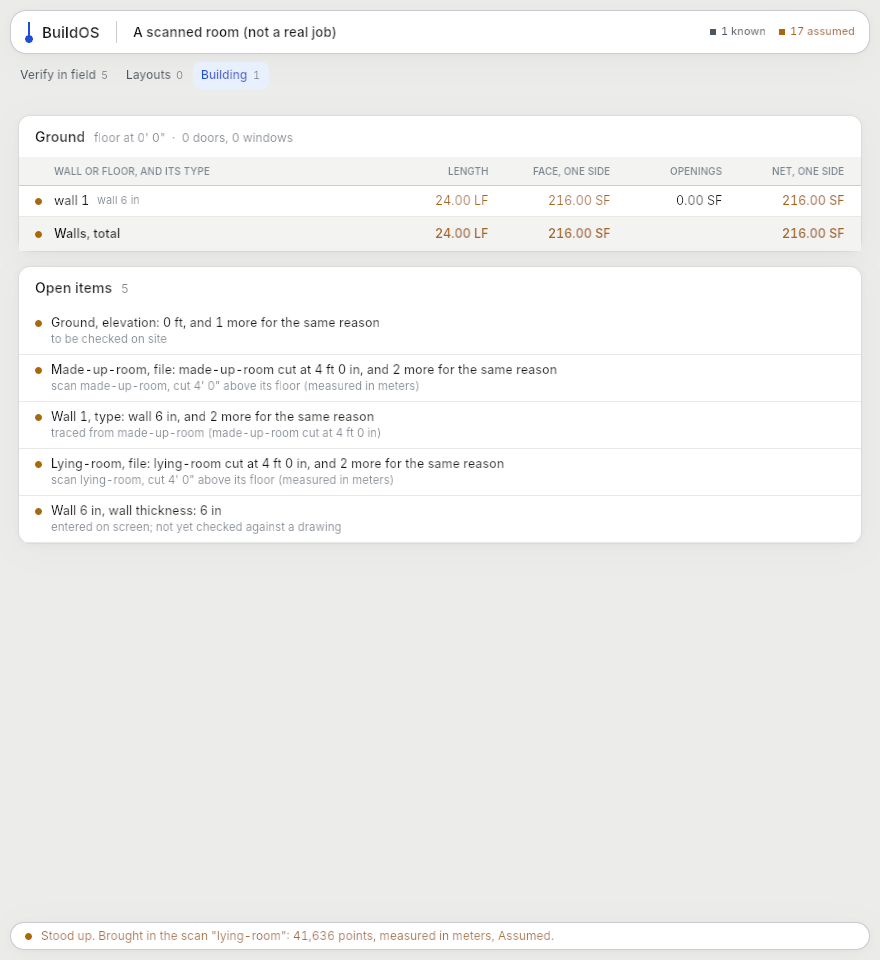 BuildOS
A scanned room (not a real job)
1 known
17 assumed
Verify in field 5
Layouts 0
Building 1
Ground floor at 0' 0" · 0 doors, 0 windows
WALL OR FLOOR, AND ITS TYPE LENGTH FACE, ONE SIDE OPENINGS NET, ONE SIDE
wall 1 wall 6 in 24.00 LF 216.00 SF 0.00 SF 216.00 SF
Walls, total 24.00 LF 216.00 SF 216.00 SF
Open items 5
Ground, elevation: 0 ft, and 1 more for the same reason
to be checked on site
Made-up-room, file: made-up-room cut at 4 ft 0 in, and 2 more for the same reason
scan made-up-room, cut 4' 0" above its floor (measured in meters)
Wall 1, type: wall 6 in, and 2 more for the same reason
traced from made-up-room (made-up-room cut at 4 ft 0 in)
Lying-room, file: lying-room cut at 4 ft 0 in, and 2 more for the same reason
scan lying-room, cut 4' 0" above its floor (measured in meters)
Wall 6 in, wall thickness: 6 in
entered on screen; not yet checked against a drawing
Stood up. Brought in the scan "lying-room": 41,636 points, measured in meters, Assumed.